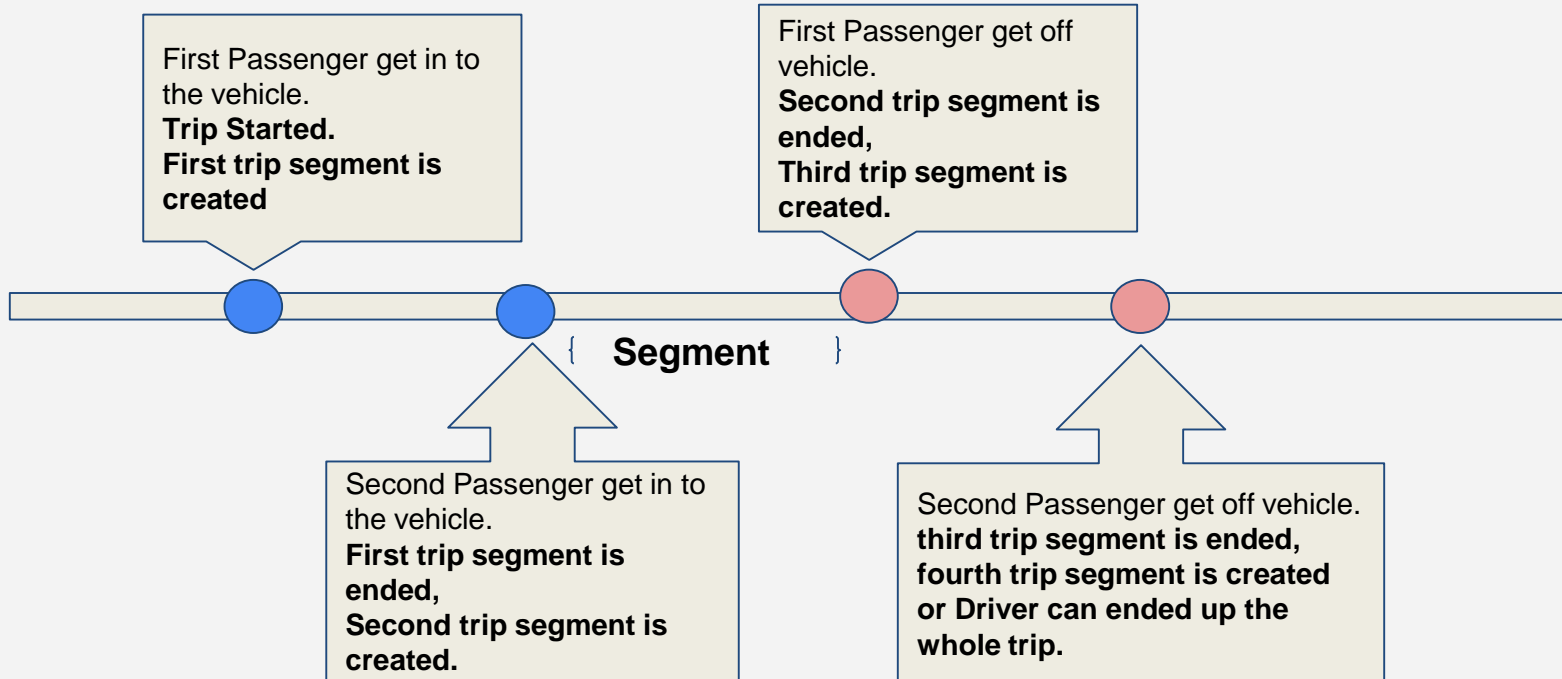 First Passenger get in to
the vehicle.
Trip Started.
First trip segment is
created
First Passenger get off
vehicle.
Second trip segment is
ended,
Third trip segment is
created.
{ Segment }
Second Passenger get in to
the vehicle.
First trip segment is
ended,
Second trip segment is
created.
Second Passenger get off vehicle.
third trip segment is ended,
fourth trip segment is created
or Driver can ended up the
whole trip.